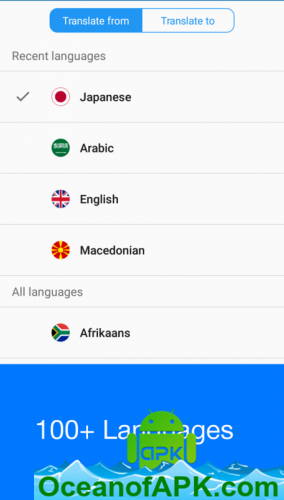 Translate from
Translate to
Recent languages
Japanese
Arabic
English
Macedonian
All languages
Afrikaans
100+ Languages
APK
OceanofAPK.com